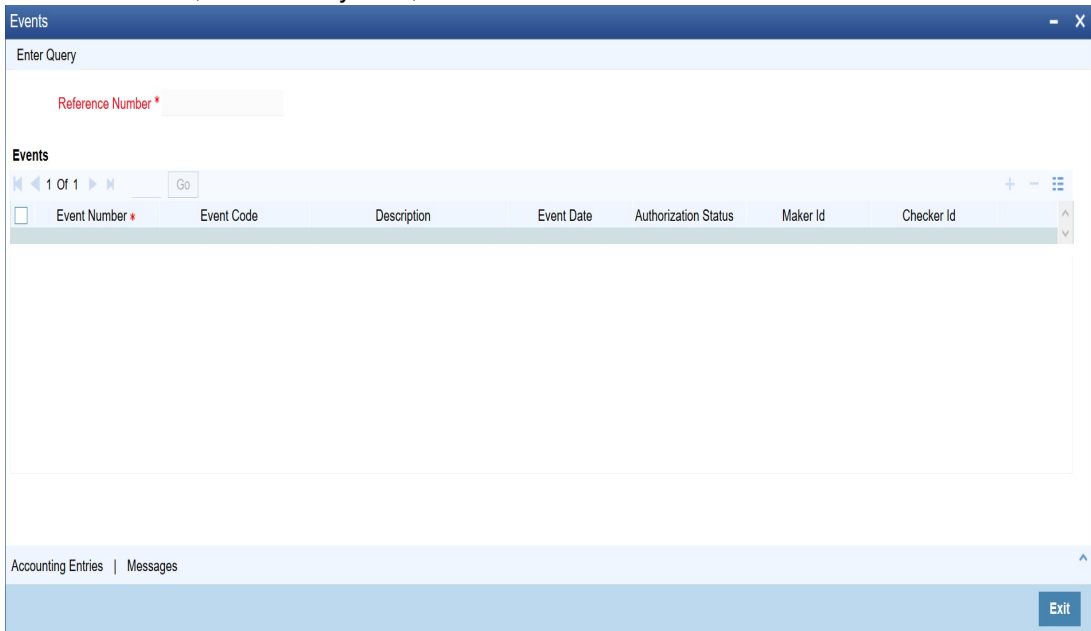 Events
Enter Query
Reference Number *
Events
1 Of 1 Go
Event Number * Event Code Description Event Date Authorization Status Maker Id Checker Id
Accounting Entries | Messages
Exit